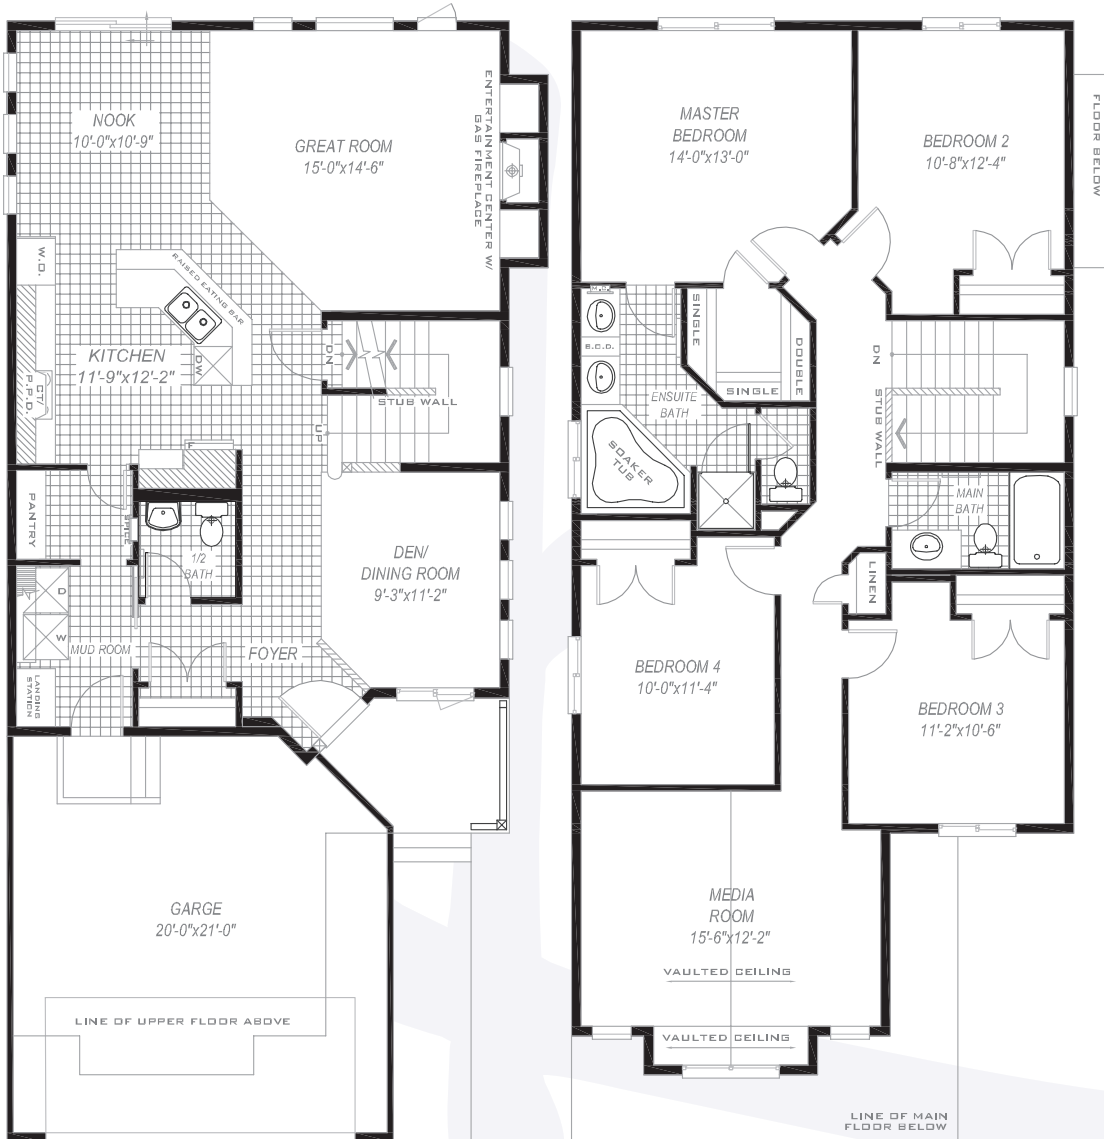 NOOK
10'-0"x10'-9"
GREAT ROOM
15'-0"x14'-6"
ENTERTAINMENT CENTER W/
GAS FIREPLACE
W.O.
RAISED EATING BAR
KITCHEN
11'-9"x12'-2"
DW
CT/
P.P.D.
DN
STUB WALL
UP
F
PANTRY
SPICE
1/2
BATH
DEN/
DINING ROOM
9'-3"x11'-2"
D
W
MUD ROOM
FOYER
LANDING
STATION
GARGE
20'-0"x21'-0"
LINE OF UPPER FLOOR ABOVE
MASTER
BEDROOM
14'-0"x13'-0"
BEDROOM 2
10'-8"x12'-4"
FLOOR BELOW
SINGLE
DOUBLE
SINGLE
B.O.D.
ENSUITE
BATH
SOAKER
TUB
DN
STUB WALL
MAIN
BATH
LINEN
BEDROOM 4
10'-0"x11'-4"
BEDROOM 3
11'-2"x10'-6"
MEDIA
ROOM
15'-6"x12'-2"
VAULTED CEILING
VAULTED CEILING
LINE OF MAIN
FLOOR BELOW